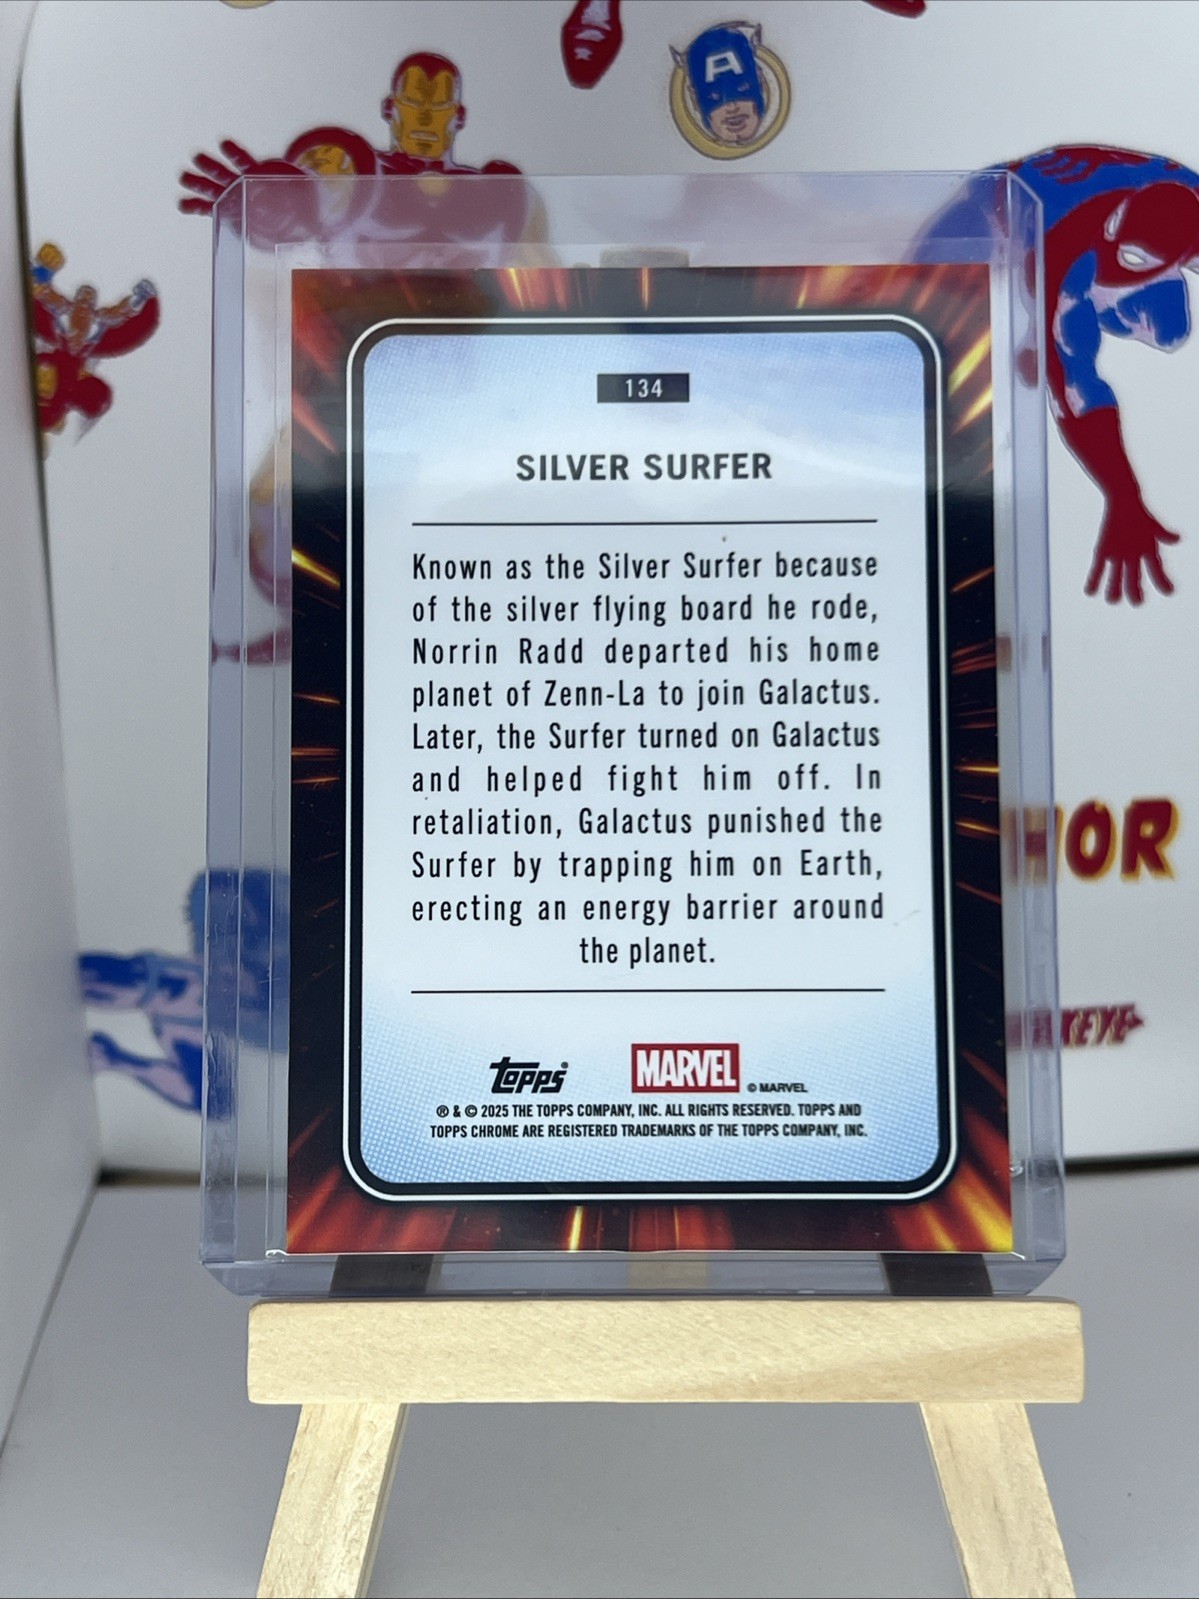 A
134
SILVER SURFER
Known as the Silver Surfer because
of the silver flying board he rode,
Norrin Radd departed his home
planet of Zenn-La to join Galactus.
Later, the Surfer turned on Galactus
and helped fight him off. In
retaliation, Galactus punished the
Surfer by trapping him on Earth,
erecting an energy barrier around
the planet.
HOR
KEYE
Topps MARVEL © MARVEL
® & © 2025 THE TOPPS COMPANY, INC. ALL RIGHTS RESERVED. TOPPS AND
TOPPS CHROME ARE REGISTERED TRADEMARKS OF THE TOPPS COMPANY, INC.